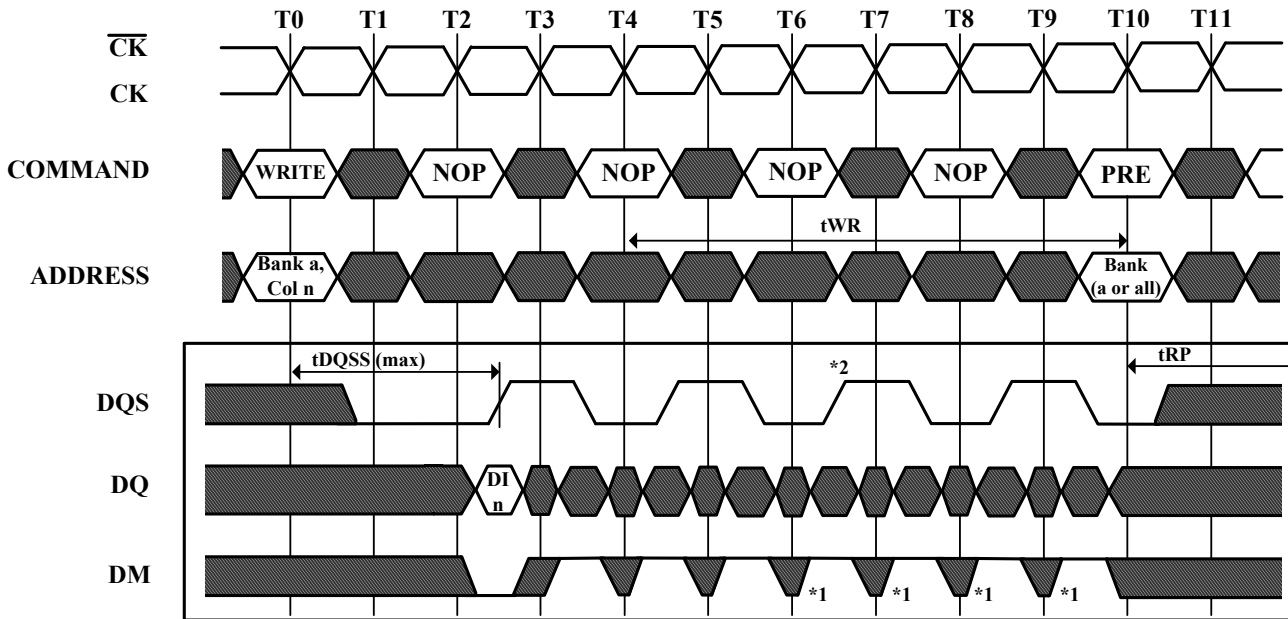 T0 T1 T2 T3 T4 T5 T6 T7 T8 T9 T10 T11
CK
CK
COMMAND WRITE NOP NOP NOP NOP PRE
tWR
ADDRESS Bank a, Col n Bank (a or all)
tDQSS (max) *2 tRP
DQS
DQ DI n
DM *1 *1 *1 *1